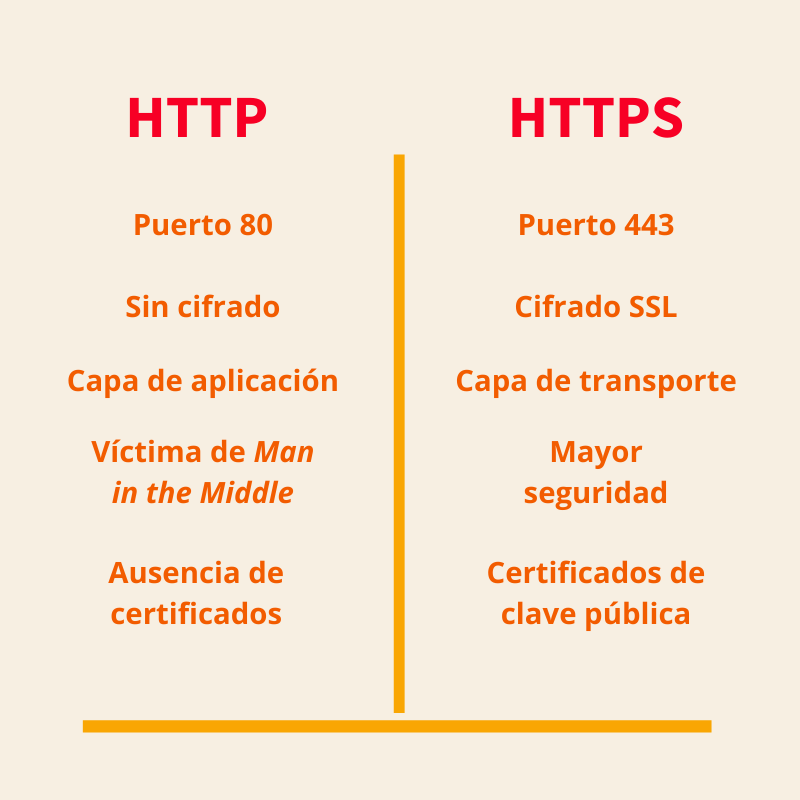 HTTP
Puerto 80
Sin cifrado
Capa de aplicación
Víctima de Man
in the Middle
Ausencia de
certificados
HTTPS
Puerto 443
Cifrado SSL
Capa de transporte
Mayor
seguridad
Certificados de
clave pública